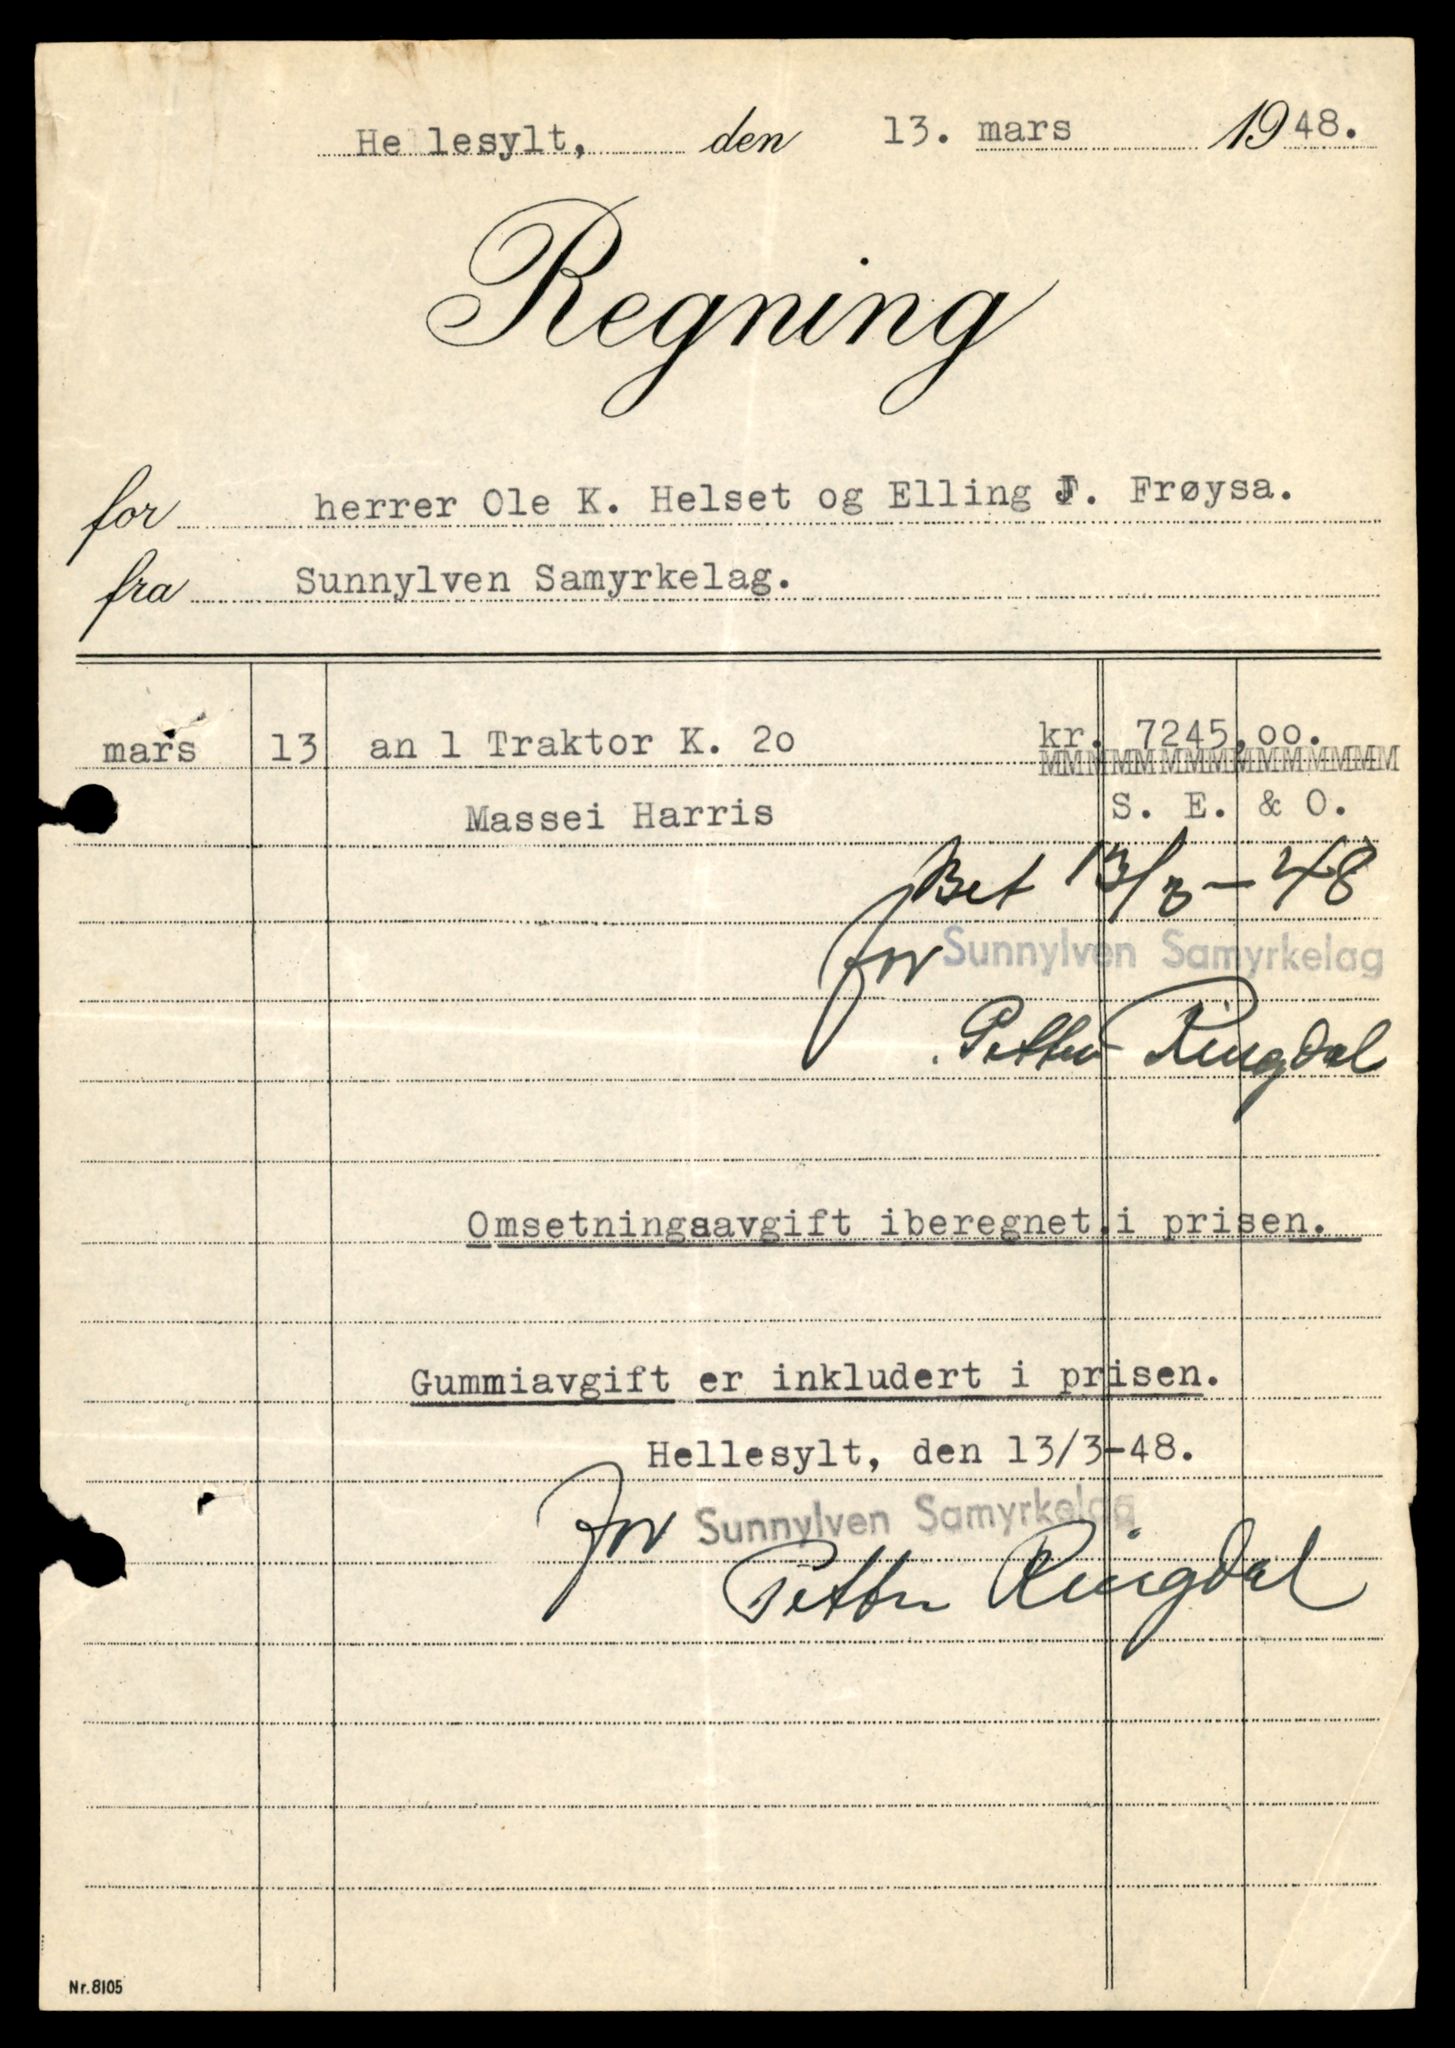 Hellesylt, den 13. mars 1948.
Regning
for herrer Ole K. Helset og Elling J. Frøysa.
fra Sunnylven Samyrkelag.
mars 13 an 1 Traktor K. 2o kr. 7245,oo.
MMMMMMMMMMMMMMM
Massei Harris S. E. & O.
Bet 13/3-48
for Sunnylven Samyrkelag
Petter Ringdal
Omsetningsavgift iberegnet i prisen.
Gummiavgift er inkludert i prisen.
Hellesylt, den 13/3-48.
for Sunnylven Samyrkelag
Petter Ringdal
Nr. 8105